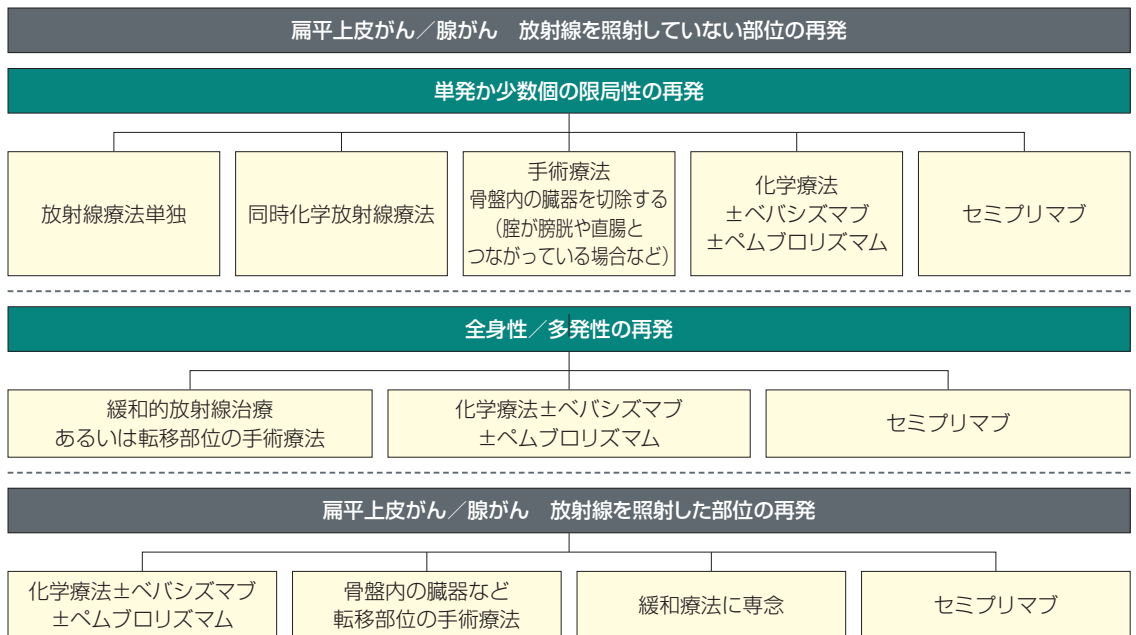 扁平上皮がん／腺がん　放射線を照射していない部位の再発
単発か少数個の限局性の再発
放射線療法単独
同時化学放射線療法
手術療法
骨盤内の臓器を切除する
（腟が膀胱や直腸と
つながっている場合など）
化学療法
±ベバシズマブ
±ペムブロリズマム
セミプリマブ
全身性／多発性の再発
緩和的放射線治療
あるいは転移部位の手術療法
化学療法±ベバシズマブ
±ペムブロリズマム
セミプリマブ
扁平上皮がん／腺がん　放射線を照射した部位の再発
化学療法±ベバシズマブ
±ペムブロリズマム
骨盤内の臓器など
転移部位の手術療法
緩和療法に専念
セミプリマブ